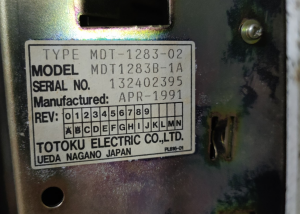 TYPE MDT-1283-02
MODEL MDT1283B-1A
SERIAL NO. 132402395
Manufactured: APR-1991
REV: 0 1 2 3 4 5 6 7 8 9
A B C D E F G H I J K L M N
TOTOKU ELECTRIC CO.,LTD.
UEDA NAGANO JAPAN